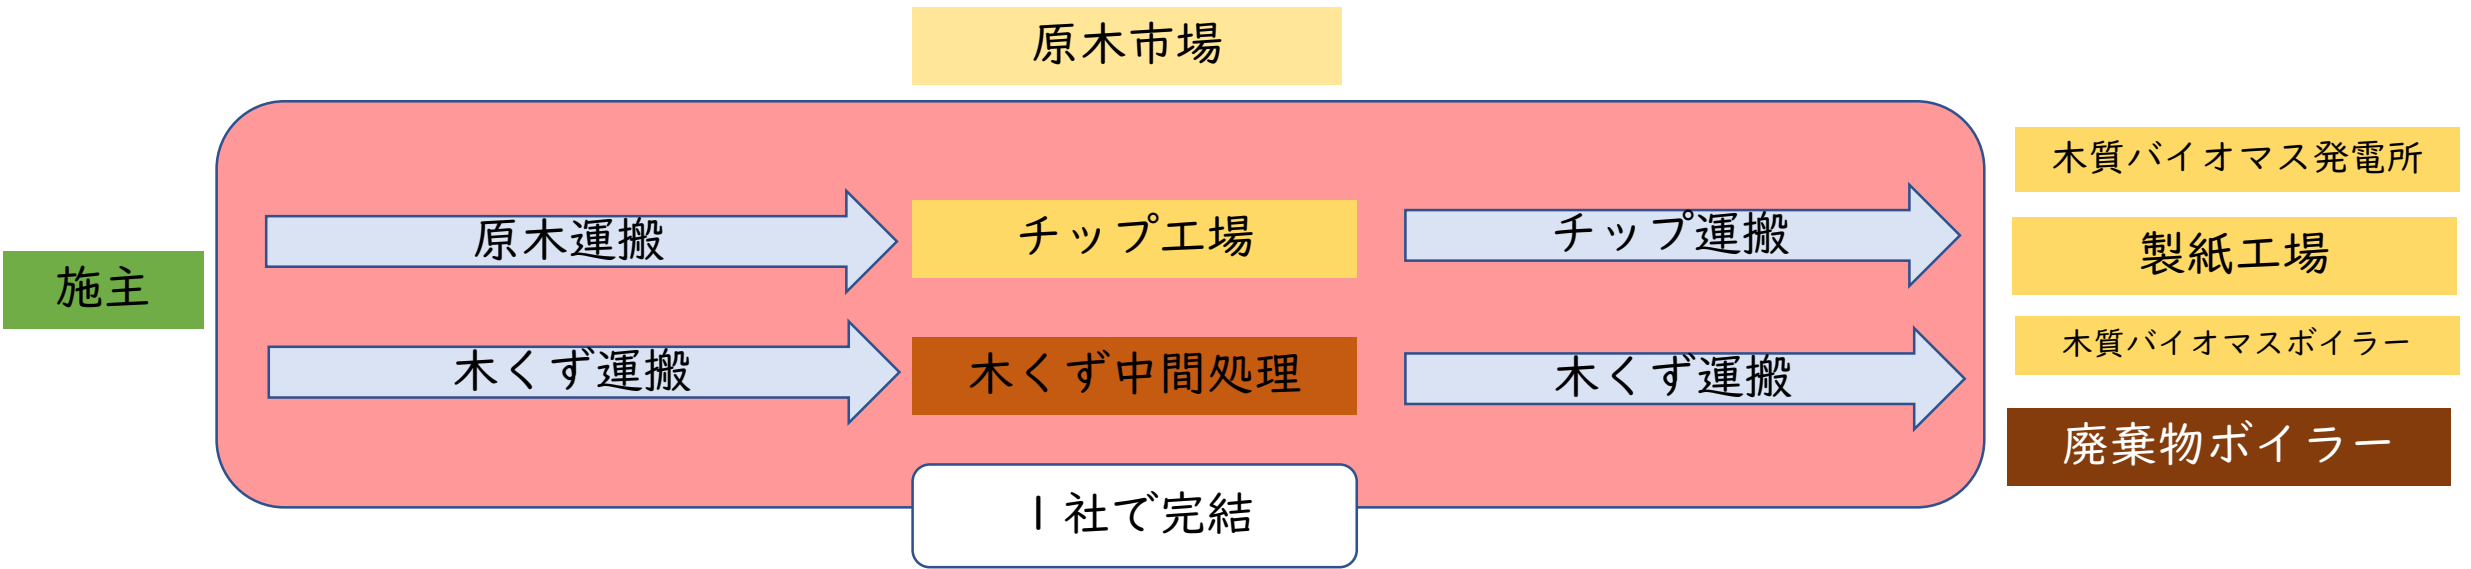 原木市場
施主
原木運搬
チップ工場
チップ運搬
木くず運搬
木くず中間処理
木くず運搬
1社で完結
木質バイオマス発電所
製紙工場
木質バイオマスボイラー
廃棄物ボイラー